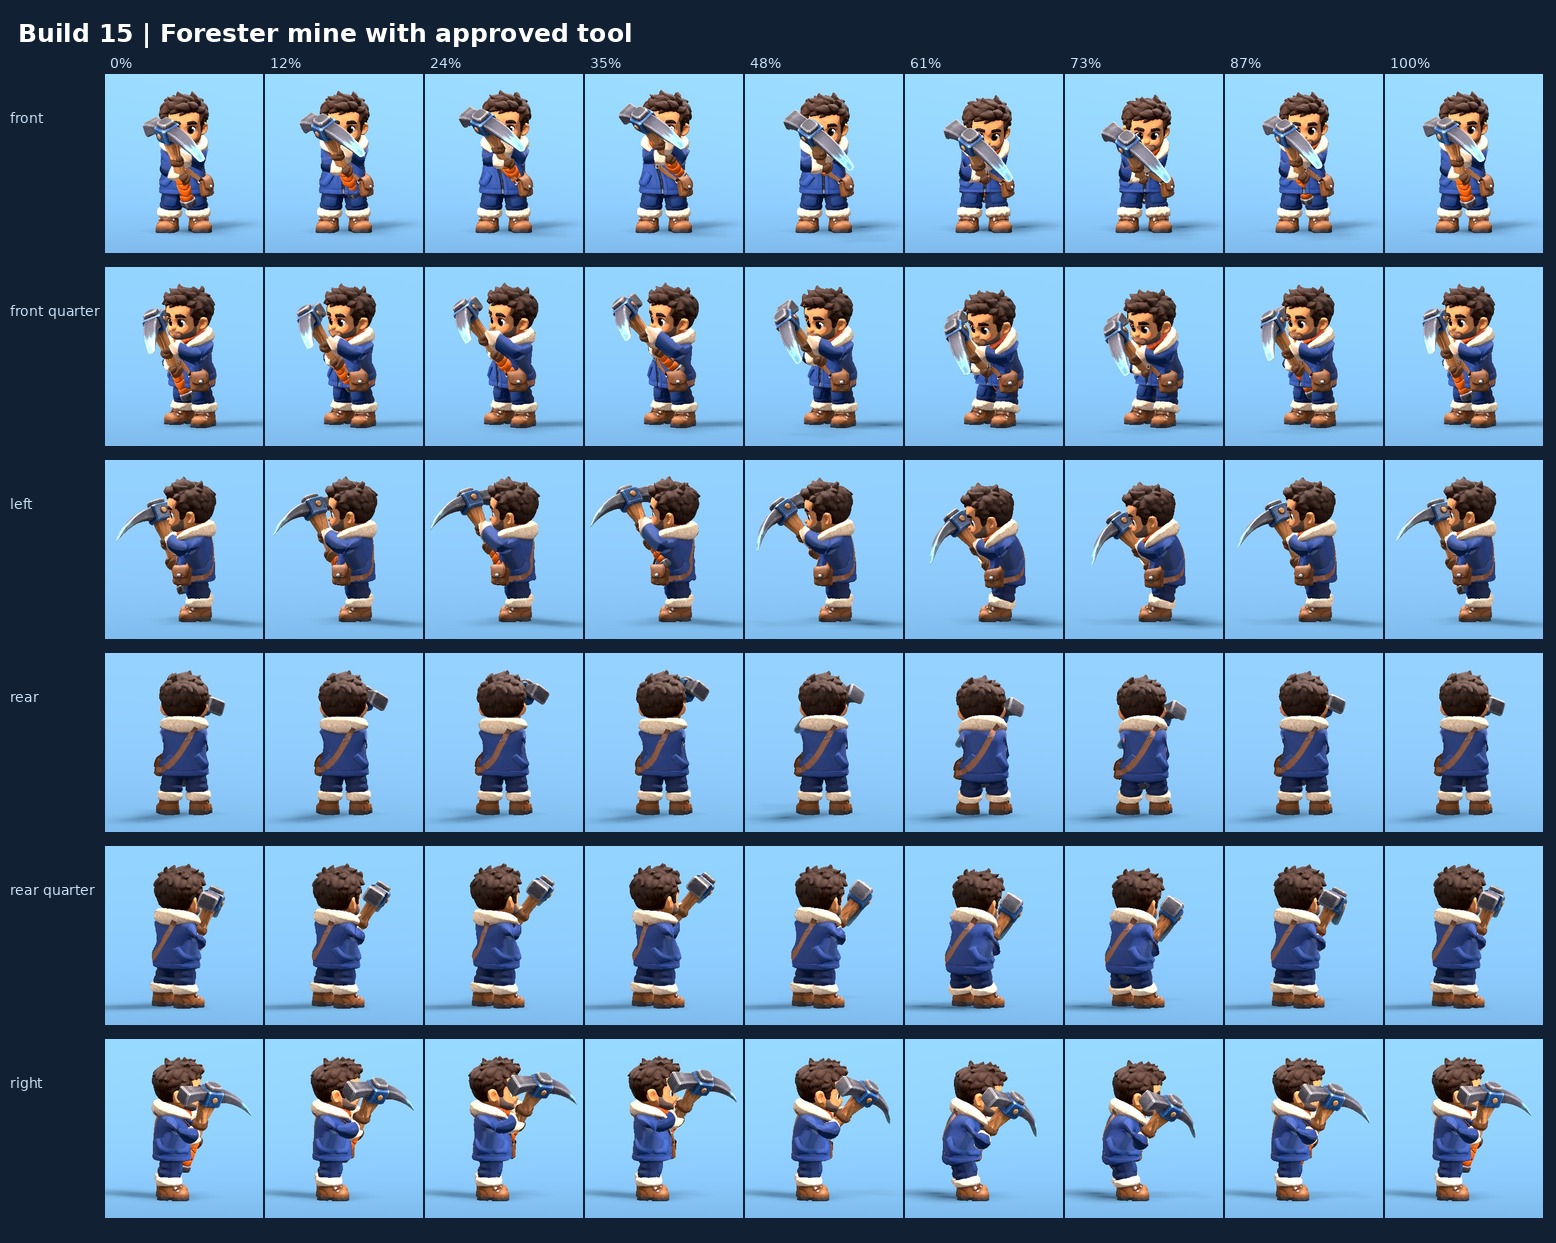 Build 15 | Forester mine with approved tool
0% 12% 24% 35% 48% 61% 73% 87% 100%
front
front quarter
left
rear
rear quarter
right